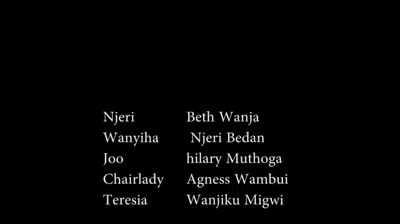 Njeri Beth Wanja
Wanyiha Njeri Bedan
Joo hilary Muthoga
Chairlady Agness Wambui
Teresia Wanjiku Migwi